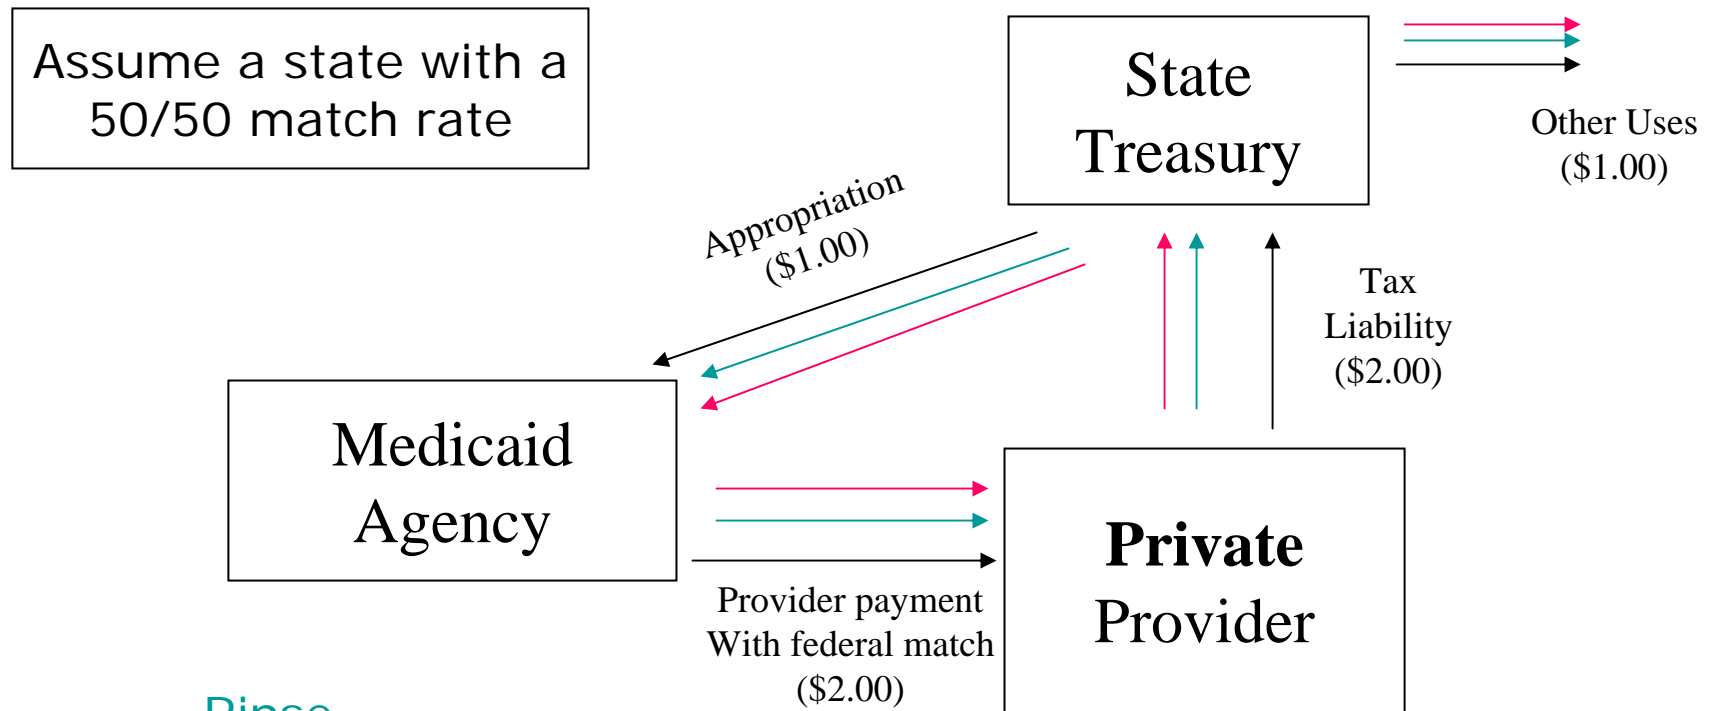 Assume a state with a
50/50 match rate
State
Treasury
Other Uses
($1.00)
Appropriation
($1.00)
Tax
Liability
($2.00)
Medicaid
Agency
Private
Provider
Provider payment
With federal match
($2.00)
Rinse